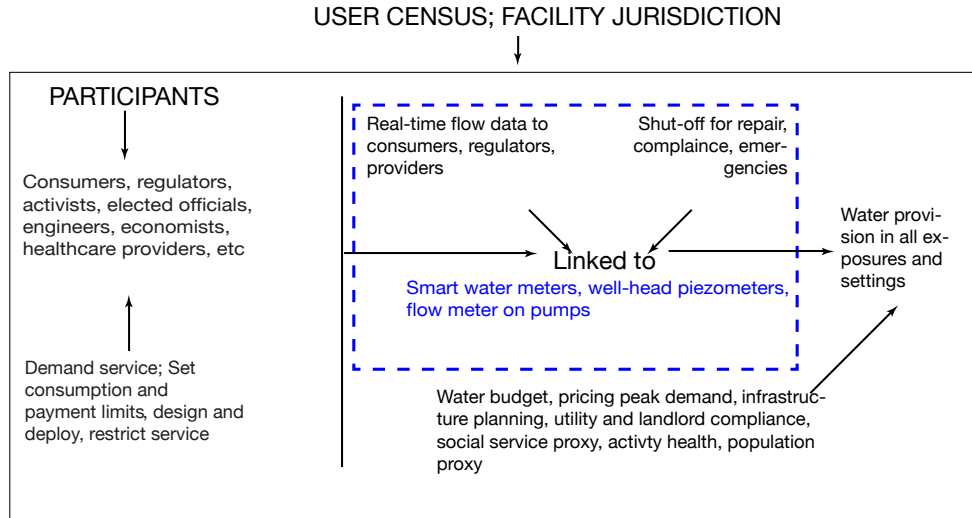 USER CENSUS; FACILITY JURISDICTION
PARTICIPANTS
Consumers, regulators,
activists, elected officials,
engineers, economists,
healthcare providers, etc
Demand service; Set
consumption and
payment limits, design and
deploy, restrict service
Real-time flow data to
consumers, regulators,
providers
Shut-off for repair,
complaince, emer-
gencies
Linked to
Smart water meters, well-head piezometers,
flow meter on pumps
Water budget, pricing peak demand, infrastruc-
ture planning, utility and landlord compliance,
social service proxy, activty health, population
proxy
Water provi-
sion in all ex-
posures and
settings